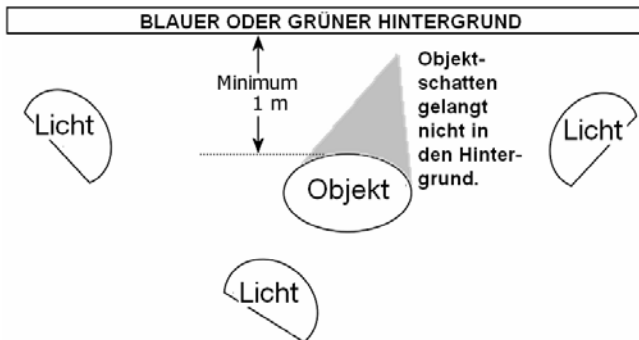 BLAUER ODER GRÜNER HINTERGRUND
Minimum
1 m
Objekt-
schatten
gelangt
nicht in
den Hinter-
grund.
Licht
Licht
Objekt
Licht